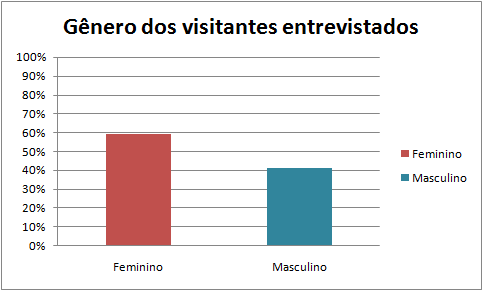 Gênero dos visitantes entrevistados
100%
90%
80%
70%
60%
50%
40%
30%
20%
10%
0%
Feminino
Masculino
Feminino
Masculino